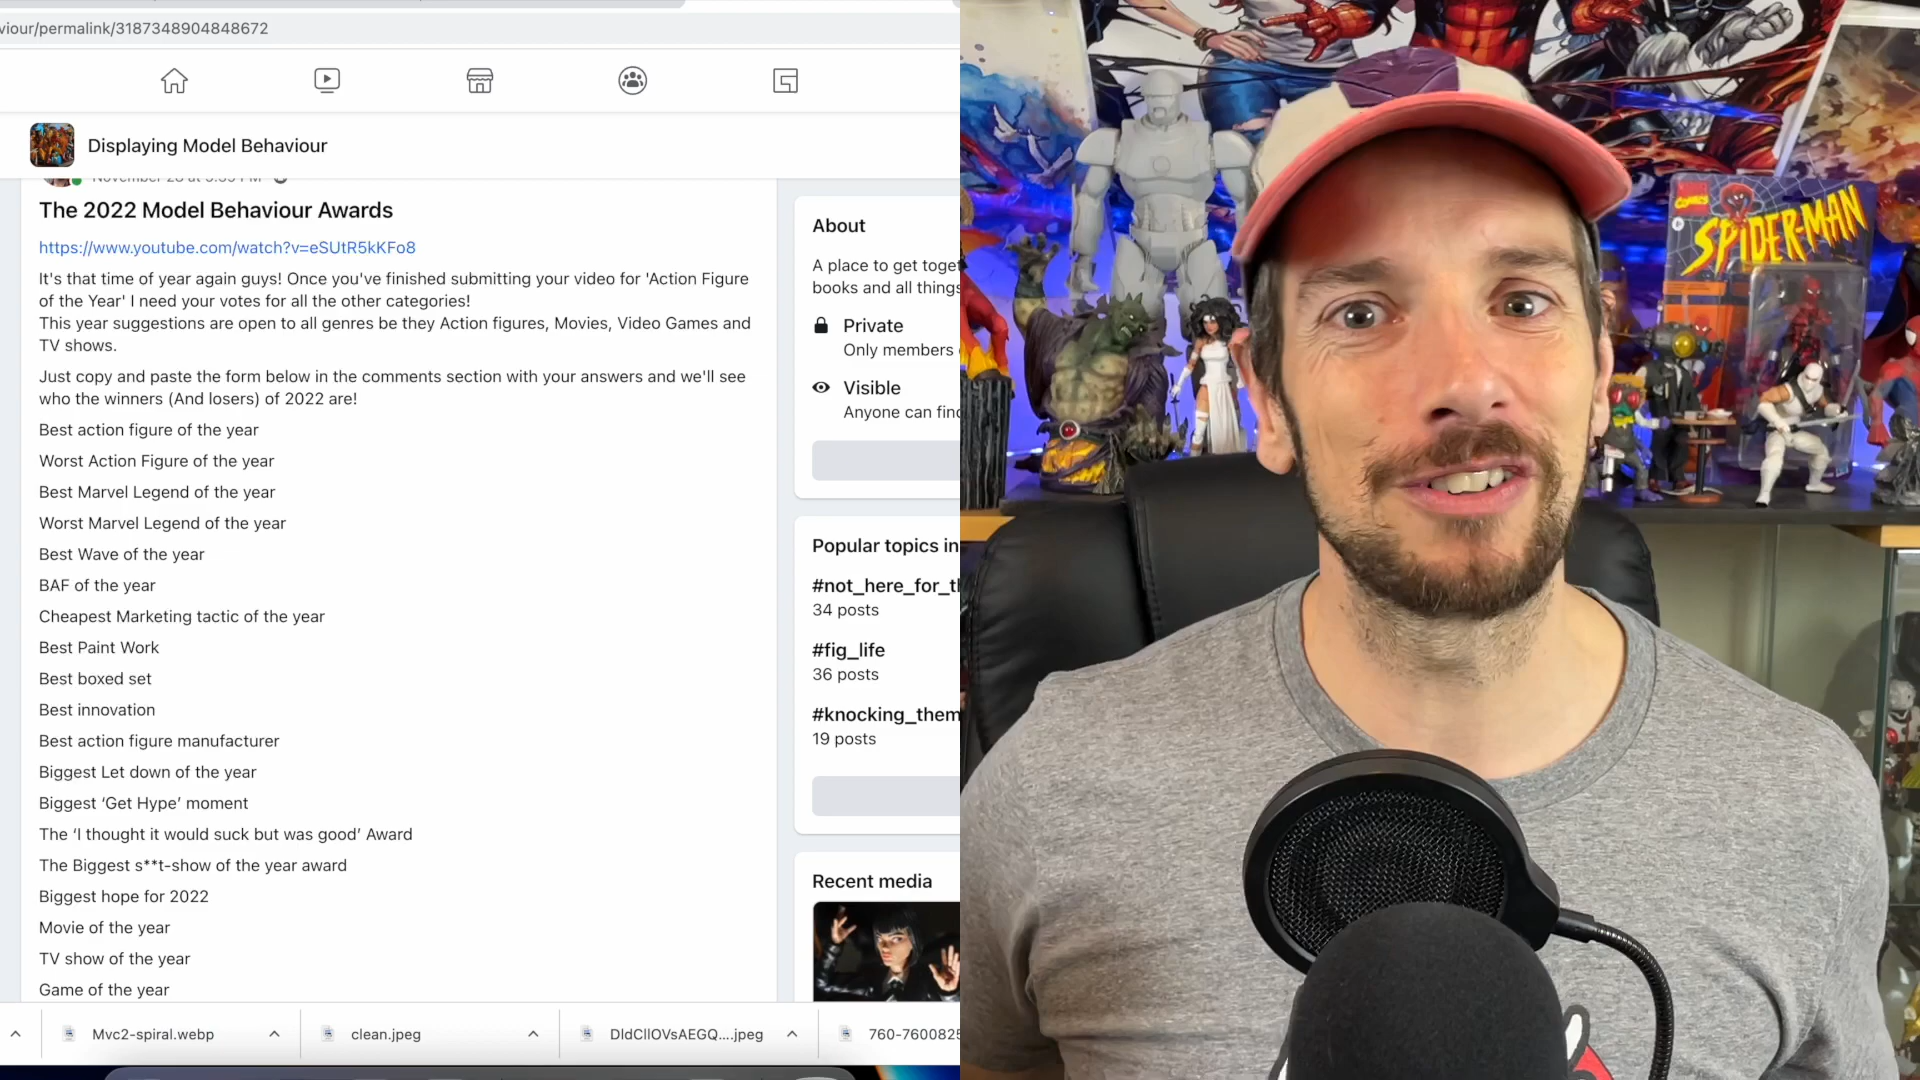 viour/permalink/3187348904848672
Displaying Model Behaviour
The 2022 Model Behaviour Awards
https://www.youtube.com/watch?v=eSUtR5kKFo8
It's that time of year again guys! Once you've finished submitting your video for 'Action Figure
of the Year' I need your votes for all the other categories!
This year suggestions are open to all genres be they Action figures, Movies, Video Games and
TV shows.
Just copy and paste the form below in the comments section with your answers and we'll see
who the winners (And losers) of 2022 are!
Best action figure of the year
Worst Action Figure of the year
Best Marvel Legend of the year
Worst Marvel Legend of the year
Best Wave of the year
BAF of the year
Cheapest Marketing tactic of the year
Best Paint Work
Best boxed set
Best innovation
Best action figure manufacturer
Biggest Let down of the year
Biggest ‘Get Hype’ moment
The ‘I thought it would suck but was good’ Award
The Biggest s**t-show of the year award
Biggest hope for 2022
Movie of the year
TV show of the year
Game of the year
About
A place to get toge
books and all things
Private
Only members
Visible
Anyone can find
Popular topics in
#not_here_for_th
34 posts
#fig_life
36 posts
#knocking_them
19 posts
Recent media
Mvc2-spiral.webp
clean.jpeg
DldCllOVsAEGQ....jpeg
760-7600825
COMICS
SPIDER-MAN